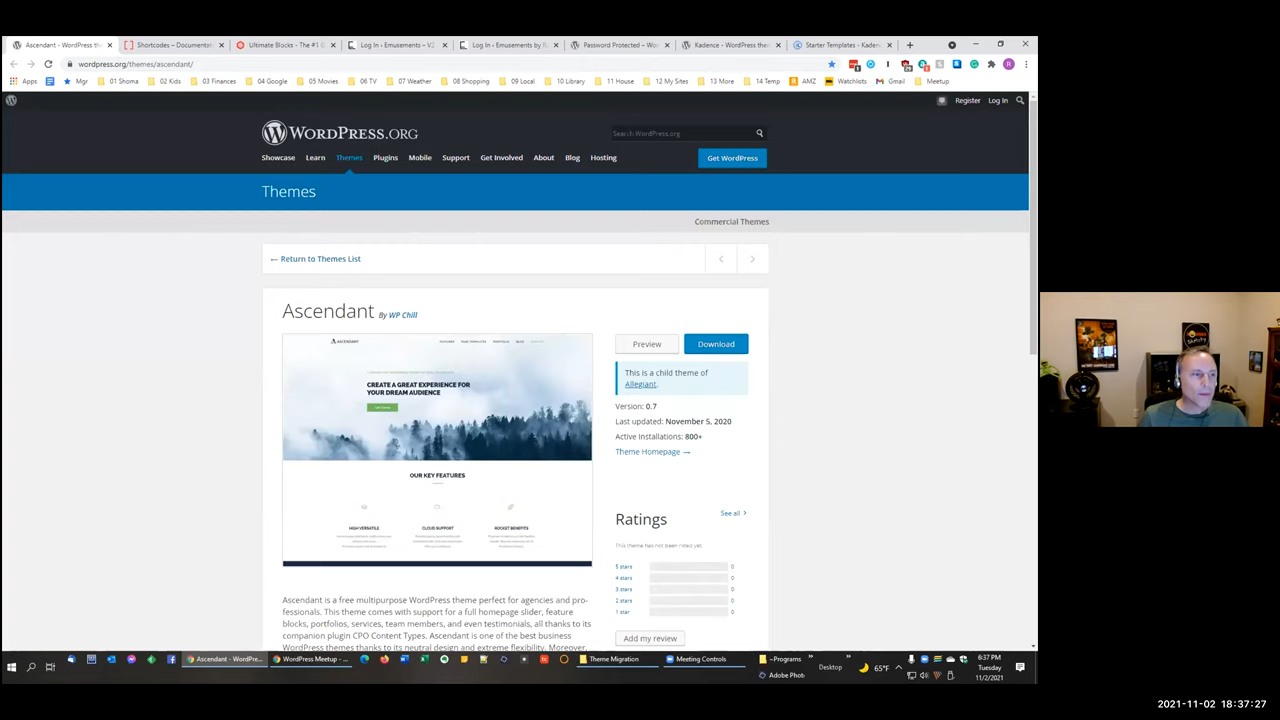 Ascendant - WordPress th
Shortcodes – Documentat
Ultimate Blocks - The #1 G
Log In ‹ Emusements – V2
Log In ‹ Emusements by R
Password Protected – Wo
Kadence - WordPress them
Starter Templates - Kaden
wordpress.org/themes/ascendant/
Apps
Mgr
01 Shoma
02 Kids
03 Finances
04 Google
05 Movies
06 TV
07 Weather
08 Shopping
09 Local
10 Library
11 House
12 My Sites
13 More
14 Temp
AMZ
Watchlists
Gmail
Meetup
Register
Log In
WORDPRESS.ORG
Search WordPress.org
Showcase
Learn
Themes
Plugins
Mobile
Support
Get Involved
About
Blog
Hosting
Get WordPress
Themes
Commercial Themes
← Return to Themes List
Ascendant By WP Chill
ASCENDANT
CREATE A GREAT EXPERIENCE FOR
YOUR DREAM AUDIENCE
OUR KEY FEATURES
HIGH VERSATILE
CLOUD SUPPORT
ROCKET BENEFITS
Preview
Download
This is a child theme of
Allegiant.
Version: 0.7
Last updated: November 5, 2020
Active Installations: 800+
Theme Homepage →
Ratings
See all
This theme has not been rated yet.
5 stars 0
4 stars 0
3 stars 0
2 stars 0
1 star 0
Add my review
Ascendant is a free multipurpose WordPress theme perfect for agencies and pro-
fessionals. This theme comes with support for a full homepage slider, feature
blocks, portfolios, services, team members, and even testimonials, all thanks to its
companion plugin CPO Content Types. Ascendant is one of the best business
WordPress themes thanks to its neutral design and extreme flexibility. Moreover,
Ascendant - WordPre...
WordPress Meetup - ...
Theme Migration
Meeting Controls
~Programs
Adobe Phot
Desktop
65°F
6:37 PM
Tuesday
11/2/2021
2021-11-02 18:37:27